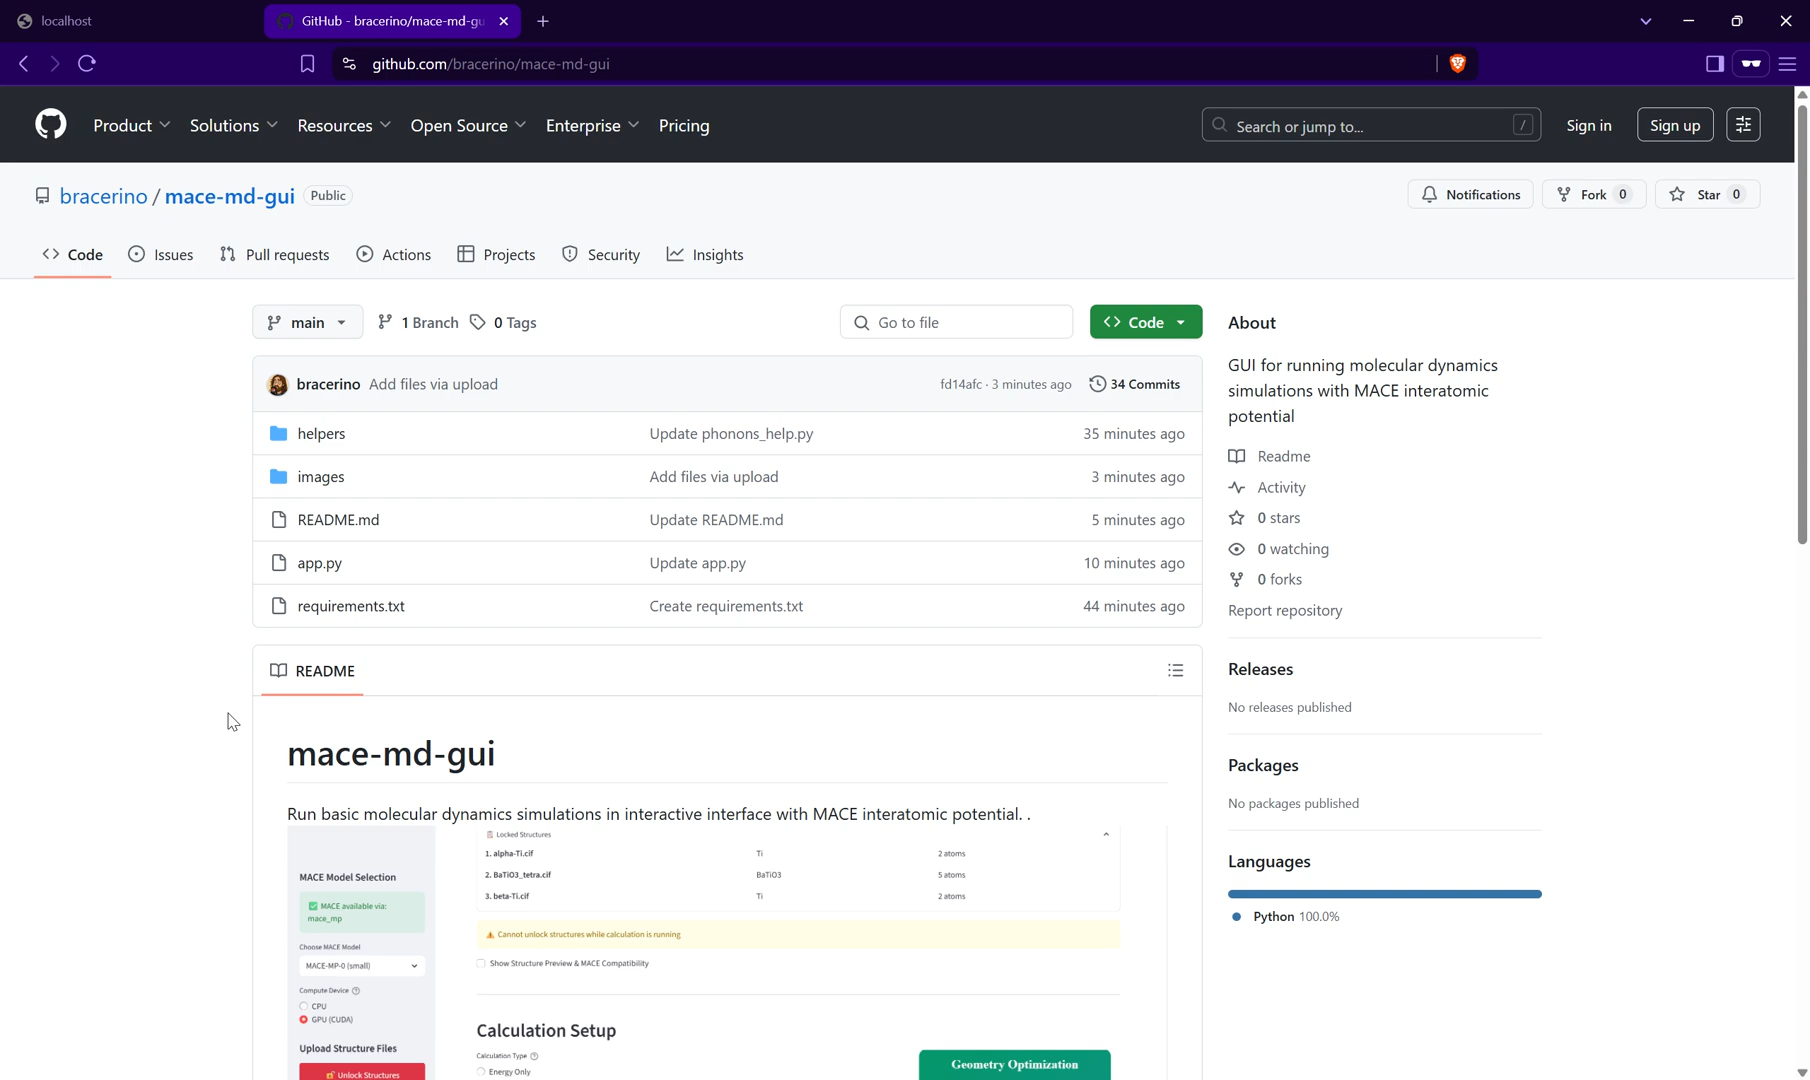 localhost
GitHub - bracerino/mace-md-gu
github.com/bracerino/mace-md-gui
Product Solutions Resources Open Source Enterprise Pricing
Search or jump to... /
Sign in
Sign up
bracerino / mace-md-gui Public
Notifications
Fork 0
Star 0
Code Issues Pull requests Actions Projects Security Insights
main 1 Branch 0 Tags
Go to file
Code
bracerino Add files via upload fd14afc · 3 minutes ago 34 Commits
helpers Update phonons_help.py 35 minutes ago
images Add files via upload 3 minutes ago
README.md Update README.md 5 minutes ago
app.py Update app.py 10 minutes ago
requirements.txt Create requirements.txt 44 minutes ago
README
mace-md-gui
Run basic molecular dynamics simulations in interactive interface with MACE interatomic potential. .
MACE Model Selection
MACE available via:
mace_mp
Choose MACE Model
MACE-MP-0 (small)
Compute Device
CPU
GPU (CUDA)
Upload Structure Files
Unlock Structures
Locked Structures
1. alpha-Ti.cif Ti 2 atoms
2. BaTiO3_tetra.cif BaTiO3 5 atoms
3. beta-Ti.cif Ti 2 atoms
Cannot unlock structures while calculation is running
Show Structure Preview & MACE Compatibility
Calculation Setup
Calculation Type
Energy Only
Geometry Optimization
About
GUI for running molecular dynamics
simulations with MACE interatomic
potential
Readme
Activity
0 stars
0 watching
0 forks
Report repository
Releases
No releases published
Packages
No packages published
Languages
Python 100.0%